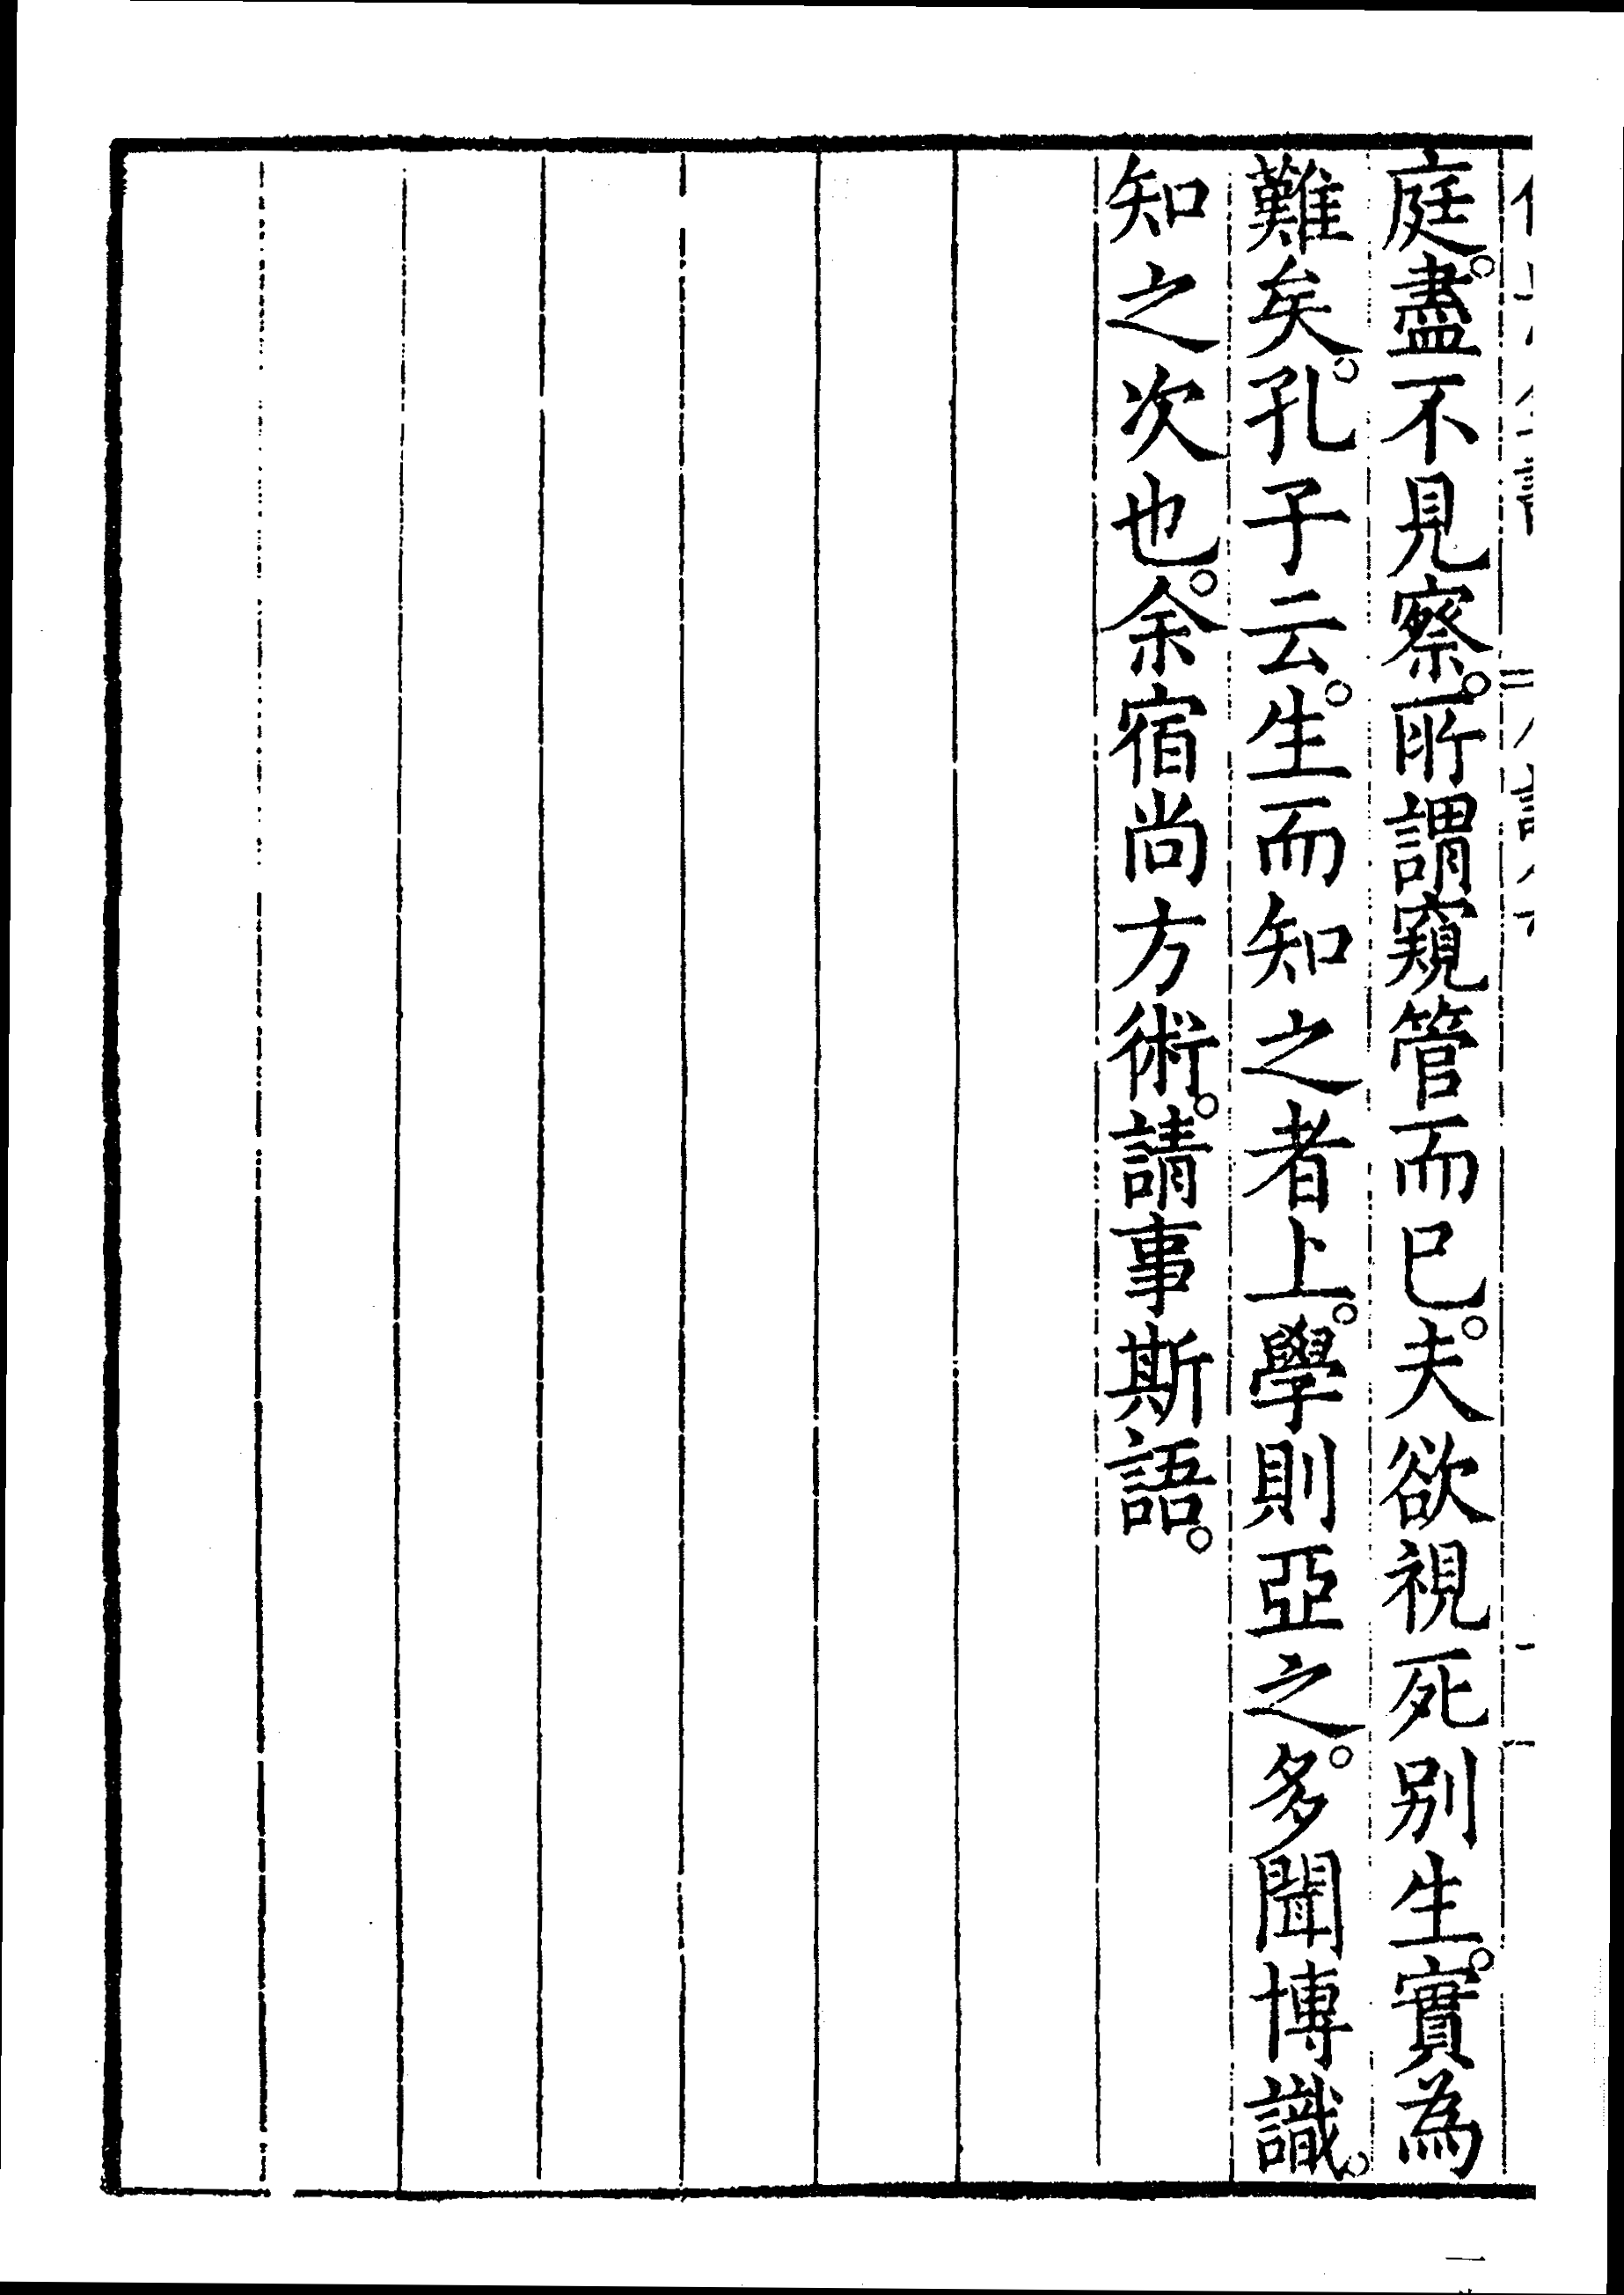 庭。盡不見察。所謂窺管而已。夫欲視死别生。實為
難矣。孔子云。生而知之者上。學則亞之。多聞博識。
知之次也。余宿尚方術。請事斯語。